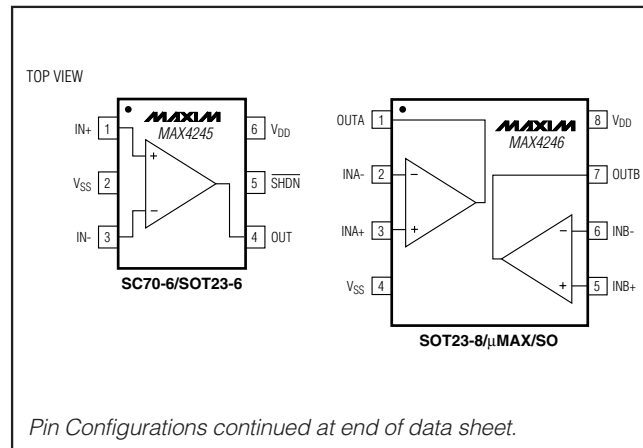 TOP VIEW
MAXIM
MAX4245
IN+ 1
6 VDD
VSS 2
5 SHDN
IN- 3
4 OUT
+
−
SC70-6/SOT23-6
MAXIM
MAX4246
OUTA 1
8 VDD
INA- 2
7 OUTB
INA+ 3
6 INB-
VSS 4
5 INB+
−
+
−
+
SOT23-8/µMAX/SO
Pin Configurations continued at end of data sheet.